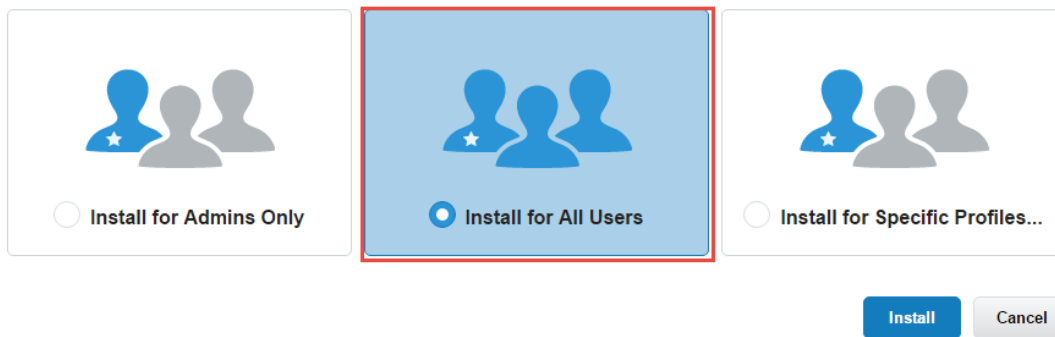 Install for Admins Only
Install for All Users
Install for Specific Profiles...
Install
Cancel